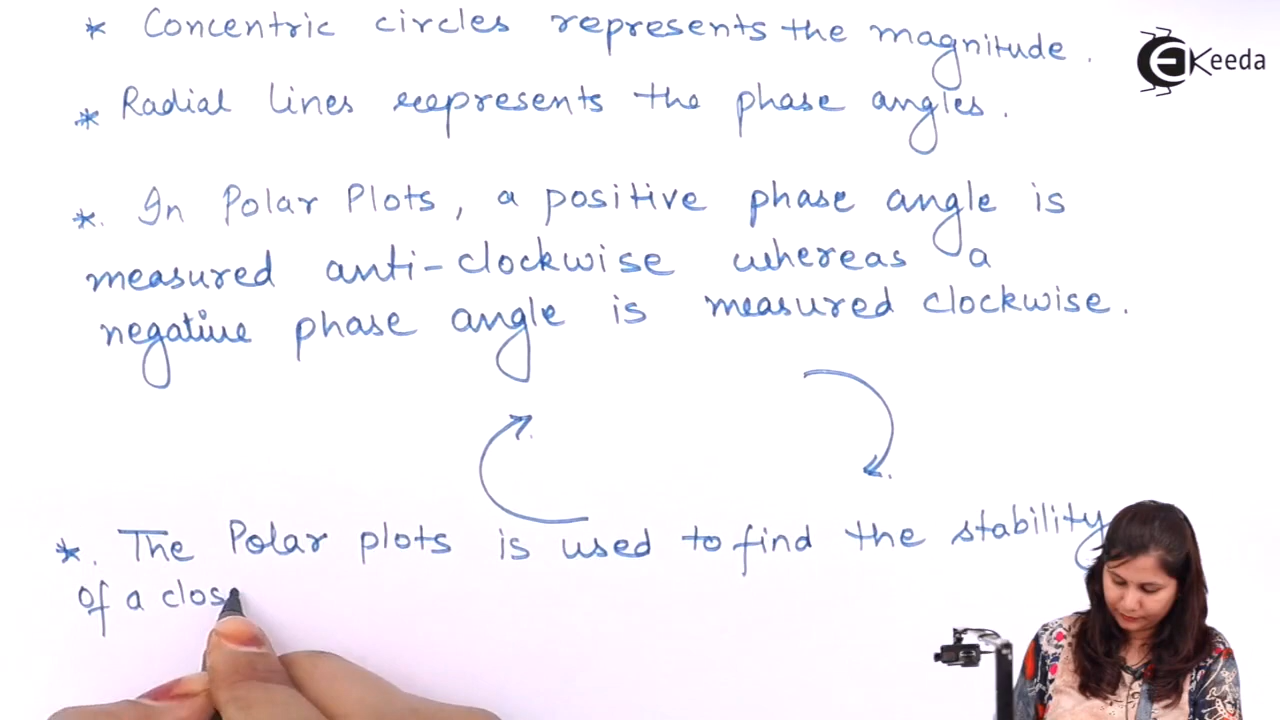 * Concentric circles represents the magnitude.
Keeda
* Radial lines represents the phase angles.
*. In Polar Plots, a positive phase angle is
measured anti-clockwise whereas a
negative phase angle is measured clockwise.
*. The Polar plots is used to find the stability
of a clos